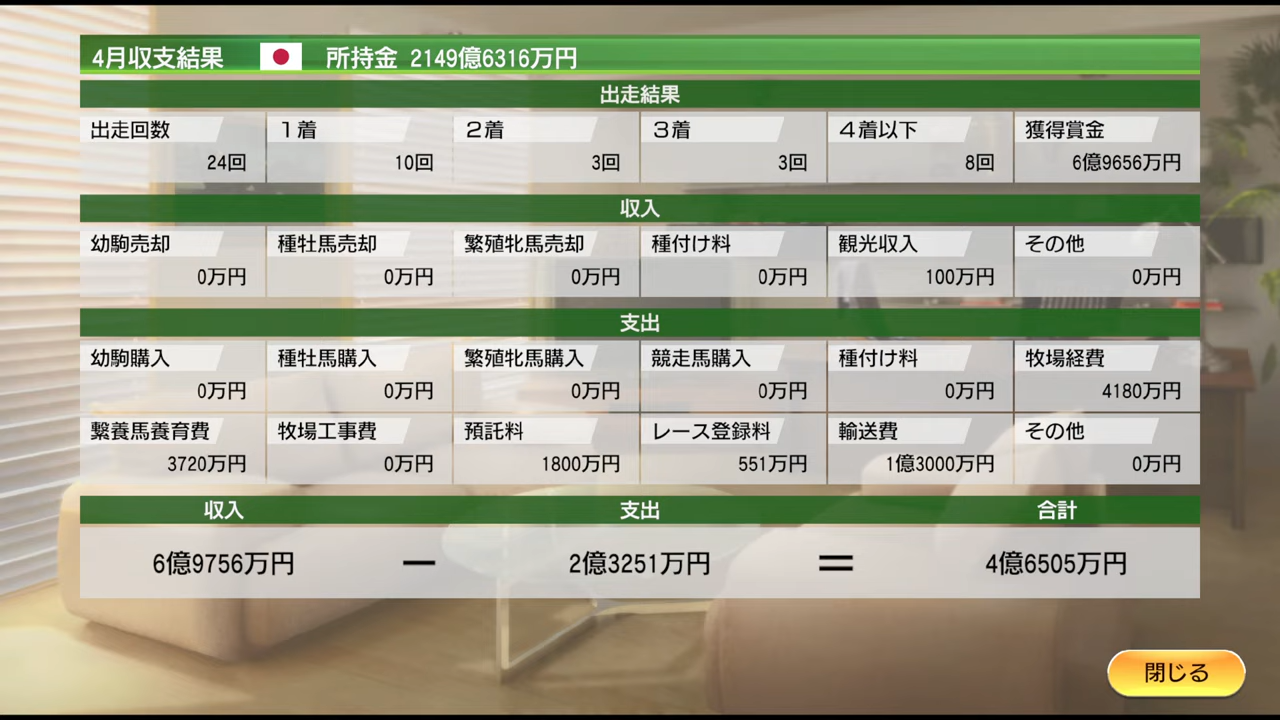 4月収支結果 所持金 2149億6316万円
出走結果
出走回数 1着 2着 3着 4着以下 獲得賞金
24回 10回 3回 3回 8回 6億9656万円
収入
幼駒売却 種牡馬売却 繁殖牝馬売却 種付け料 観光収入 その他
0万円 0万円 0万円 0万円 100万円 0万円
支出
幼駒購入 種牡馬購入 繁殖牝馬購入 競走馬購入 種付け料 牧場経費
0万円 0万円 0万円 0万円 0万円 4180万円
繫養馬養育費 牧場工事費 預託料 レース登録料 輸送費 その他
3720万円 0万円 1800万円 551万円 1億3000万円 0万円
収入 支出 合計
6億9756万円 ー 2億3251万円 = 4億6505万円
閉じる